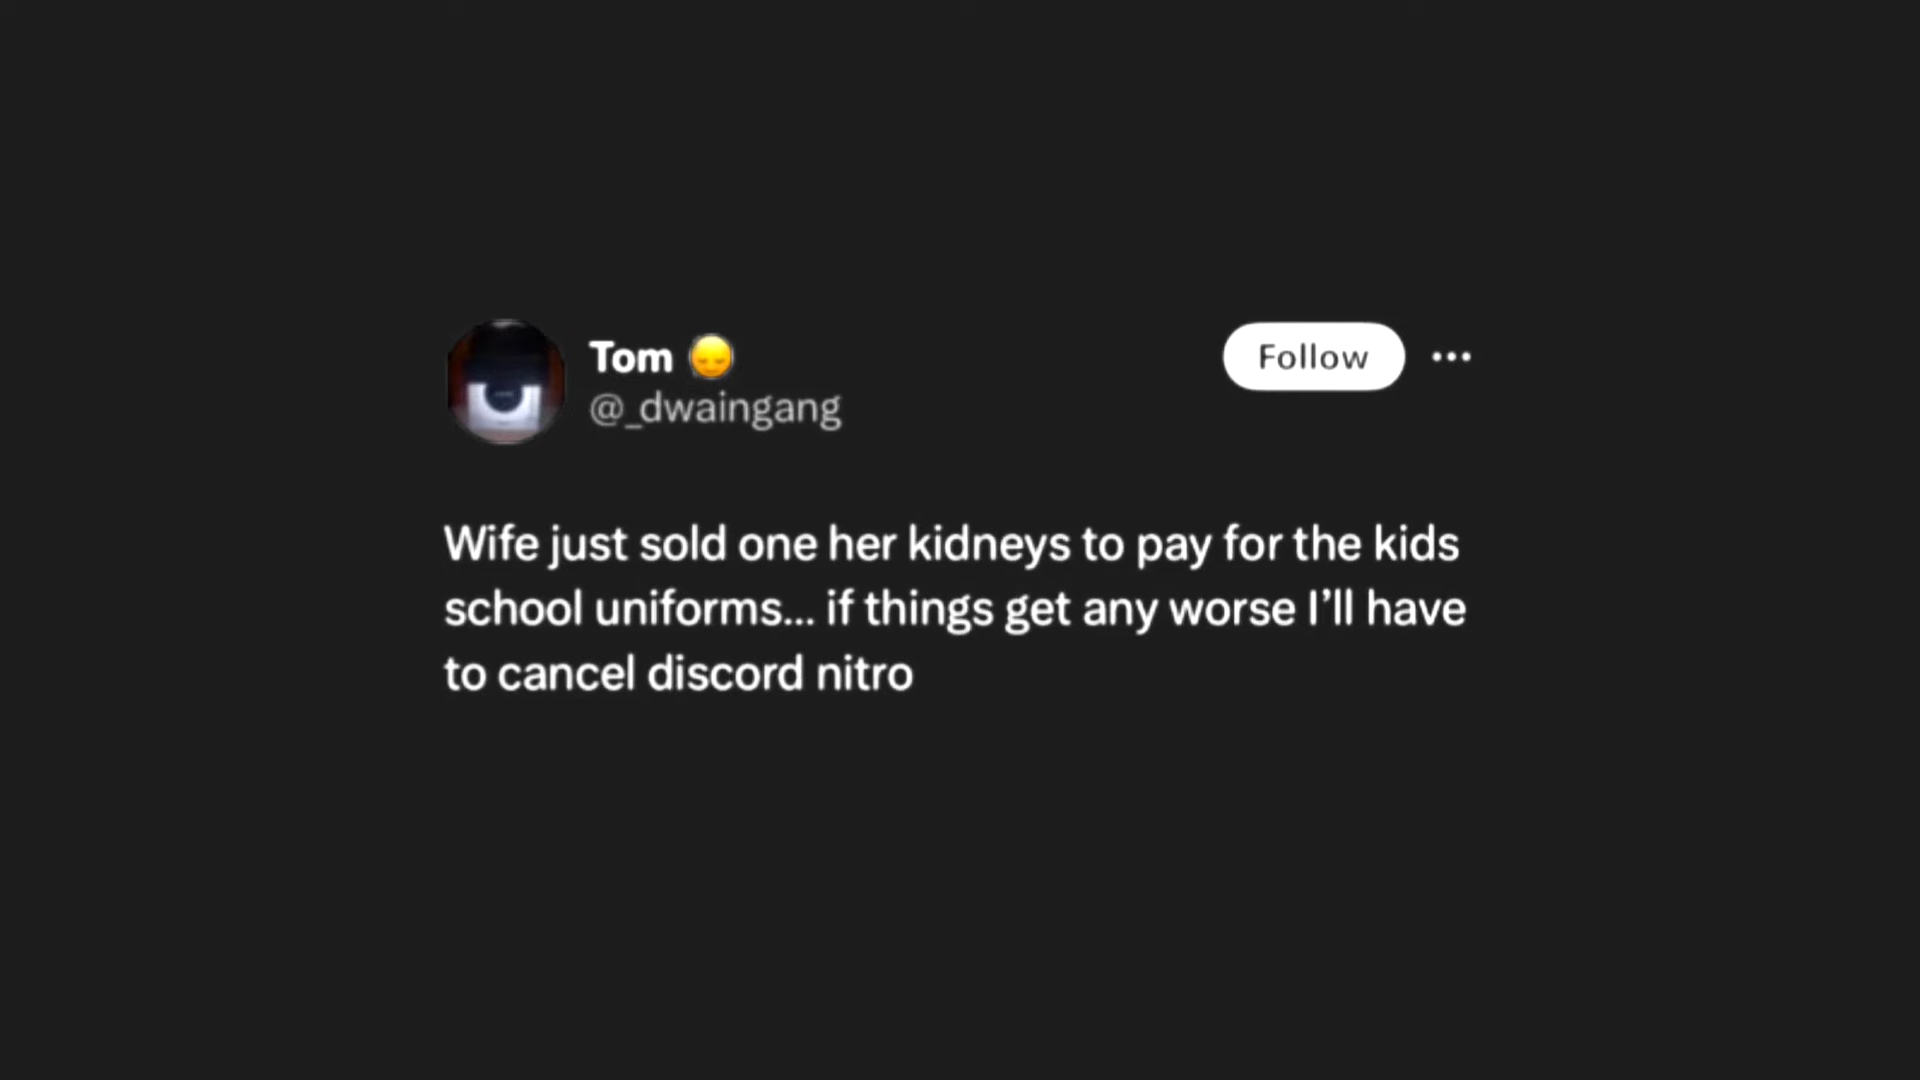 Tom 😔
@_dwaingang
Follow
Wife just sold one her kidneys to pay for the kids
school uniforms... if things get any worse I’ll have
to cancel discord nitro